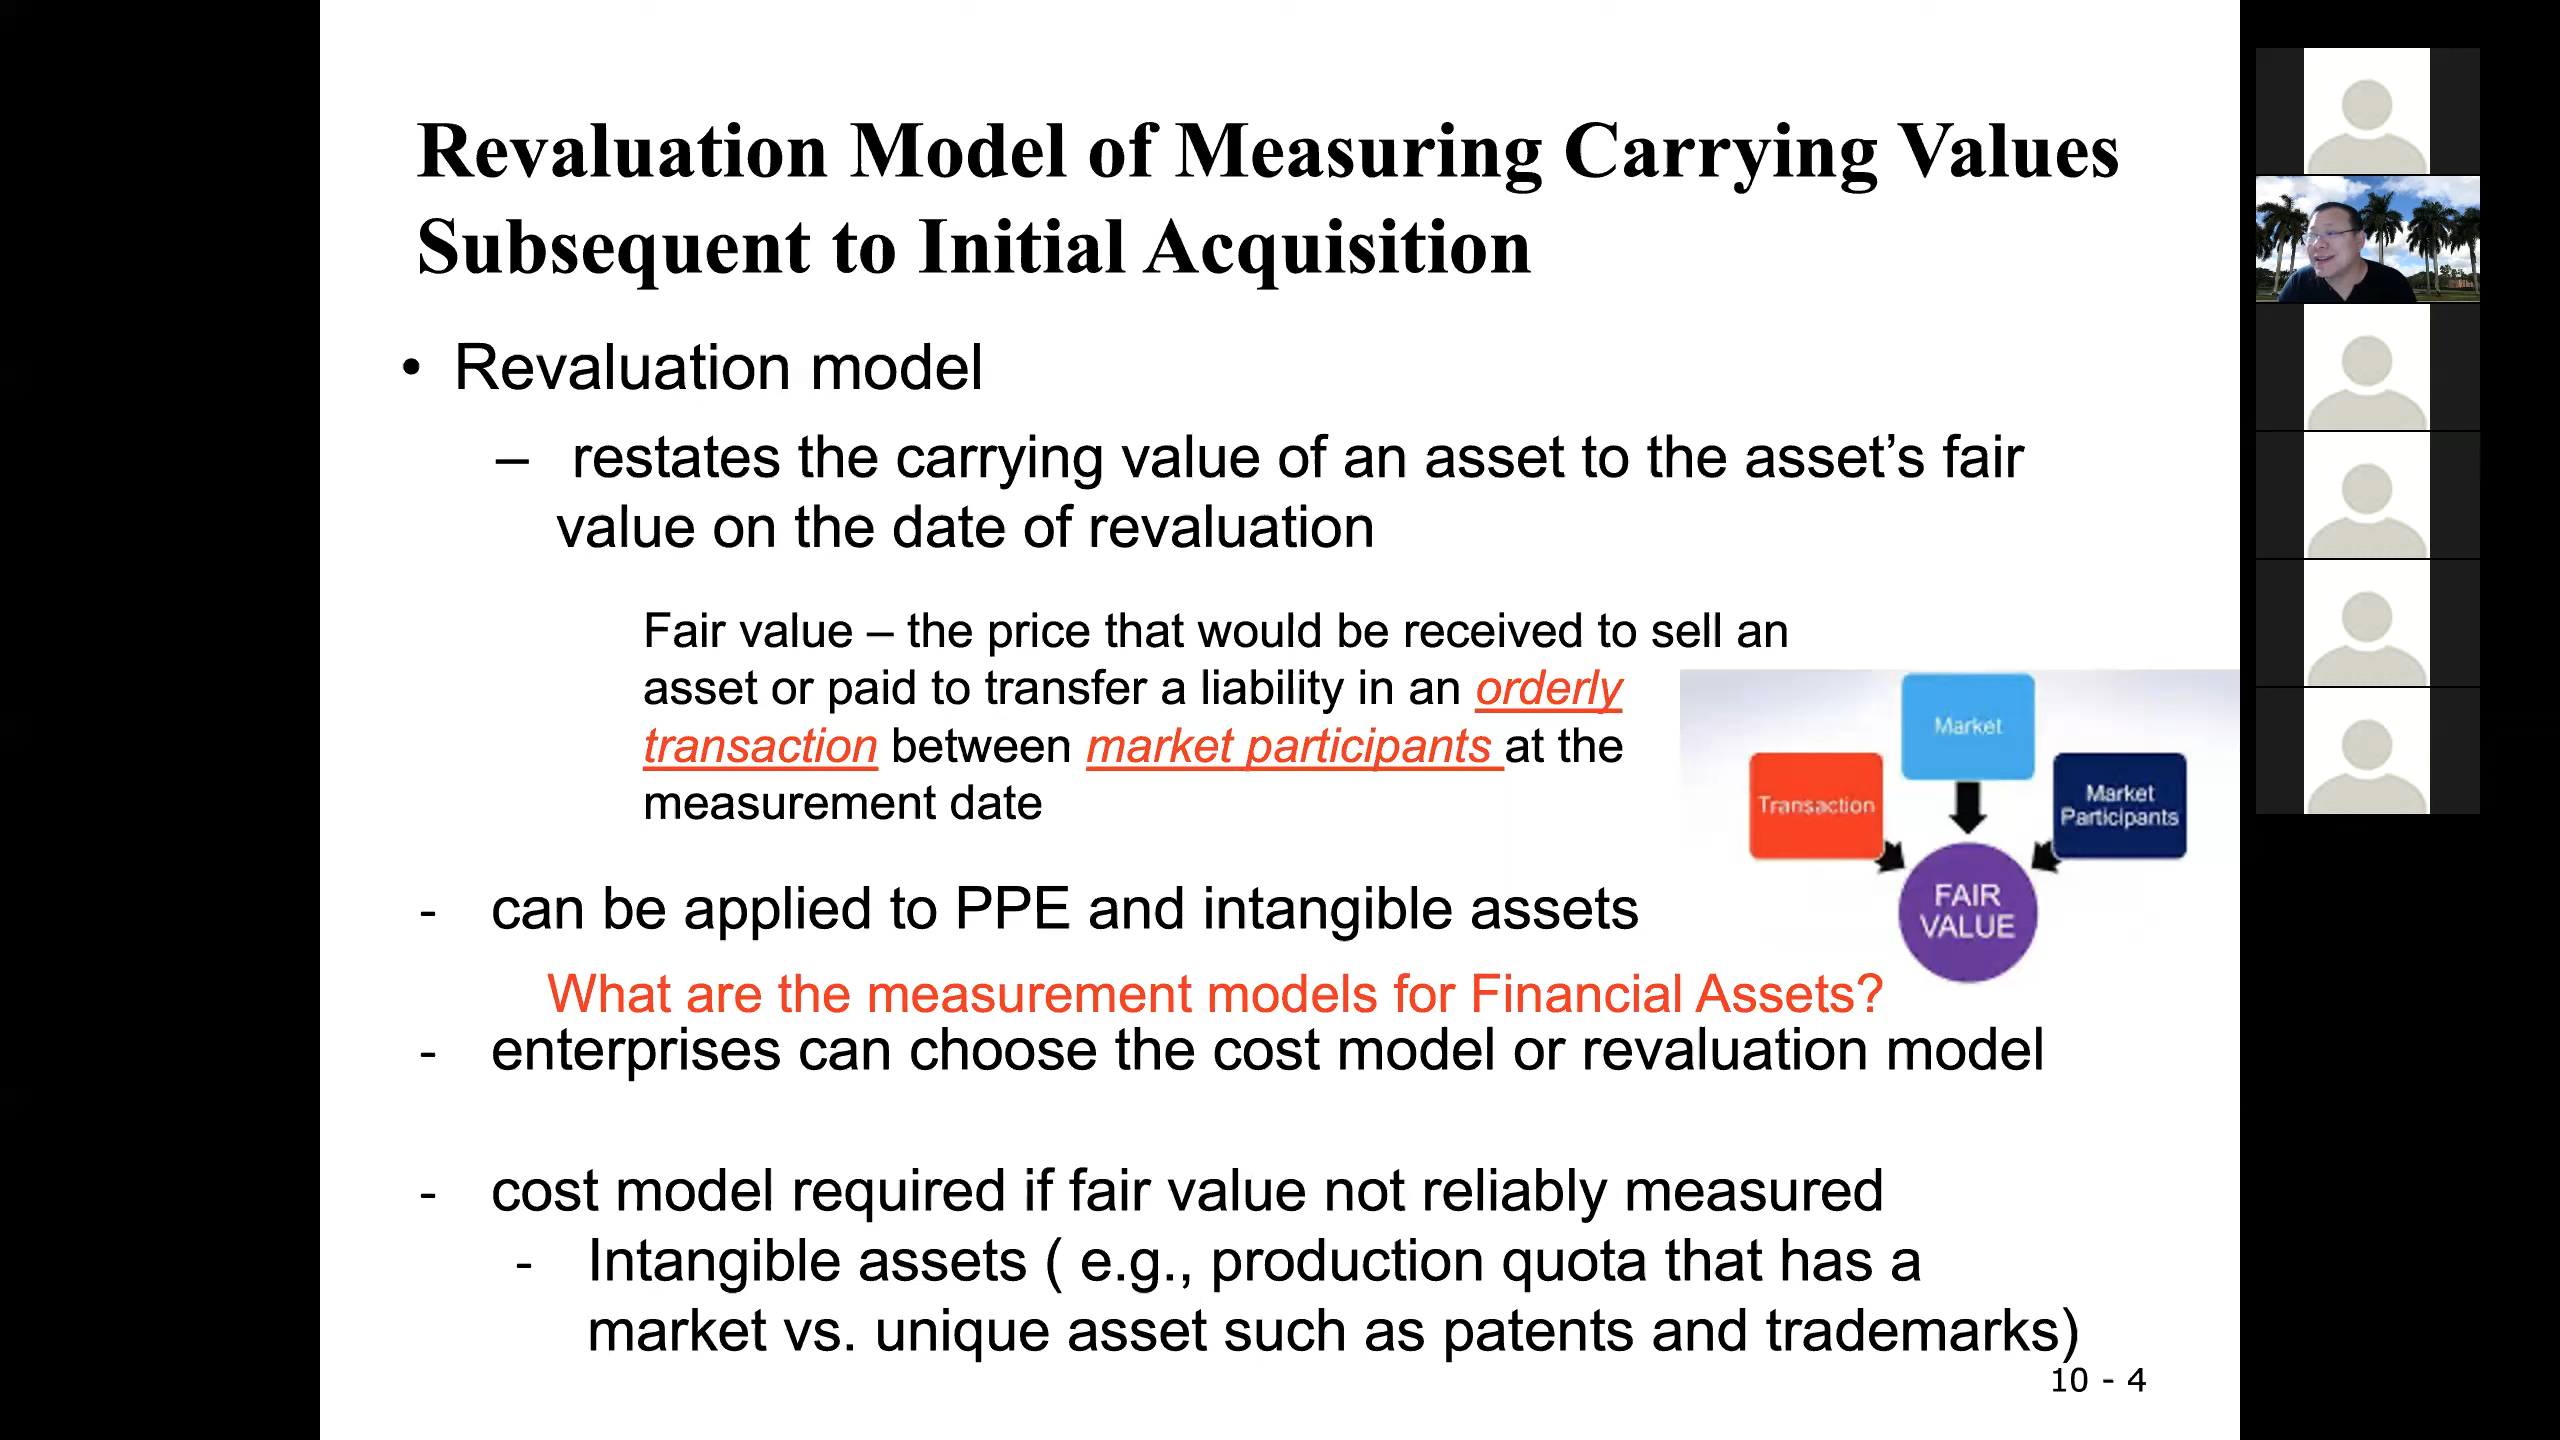 Revaluation Model of Measuring Carrying Values
Subsequent to Initial Acquisition
• Revaluation model
– restates the carrying value of an asset to the asset’s fair
value on the date of revaluation
Fair value – the price that would be received to sell an
asset or paid to transfer a liability in an orderly
transaction between market participants at the
measurement date
Market
Transaction
Market
Participants
FAIR
VALUE
- can be applied to PPE and intangible assets
What are the measurement models for Financial Assets?
- enterprises can choose the cost model or revaluation model
- cost model required if fair value not reliably measured
- Intangible assets ( e.g., production quota that has a
market vs. unique asset such as patents and trademarks)
10 - 4